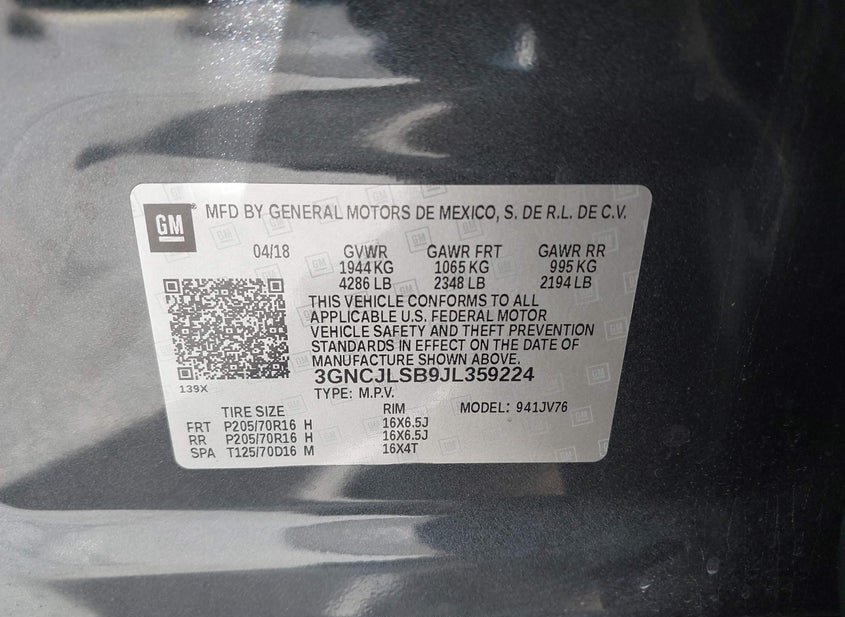 GM
MFD BY GENERAL MOTORS DE MEXICO, S. DE R.L. DE C.V.
04/18 GVWR GAWR FRT GAWR RR
1944 KG 1065 KG 995 KG
4286 LB 2348 LB 2194 LB
THIS VEHICLE CONFORMS TO ALL
APPLICABLE U.S. FEDERAL MOTOR
VEHICLE SAFETY AND THEFT PREVENTION
STANDARDS IN EFFECT ON THE DATE OF
MANUFACTURE SHOWN ABOVE.
139X
3GNCJLSB9JL359224
TYPE: M.P.V.
TIRE SIZE RIM MODEL: 941JV76
FRT P205/70R16 H 16X6.5J
RR P205/70R16 H 16X6.5J
SPA T125/70D16 M 16X4T